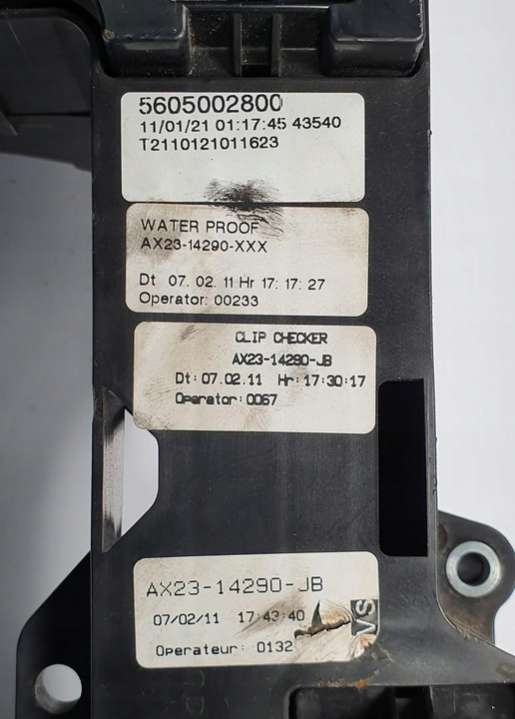 5605002800
11/01/21 01:17:45 43540
T2110121011623
WATER PROOF
AX23-14290-XXX
Dt 07. 02. 11 Hr 17: 17: 27
Operator: 00233
CLIP CHECKER
AX23-14290-JB
Dt: 07.02.11 Hr: 17:30:17
Operator: 0067
AX23-14290-JB
07/02/11 17:43:40
Operateur: 0132